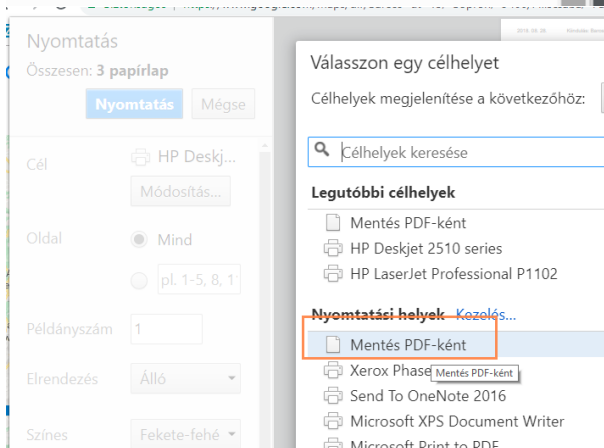 Nyomtatás
Összesen: 3 papírlap
Nyomtatás Mégse
Cél HP Deskj...
Módosítás...
Oldal Mind
pl. 1-5, 8, 1
Példányszám 1
Elrendezés Álló
Színes Fekete-fehé
Válasszon egy célhelyet
Célhelyek megjelenítése a következőhöz:
Célhelyek keresése
Legutóbbi célhelyek
Mentés PDF-ként
HP Deskjet 2510 series
HP LaserJet Professional P1102
Nyomtatási helyek Kezelés...
Mentés PDF-ként
Xerox Phase
Mentés PDF-ként
Send To OneNote 2016
Microsoft XPS Document Writer
Microsoft Print to PDF